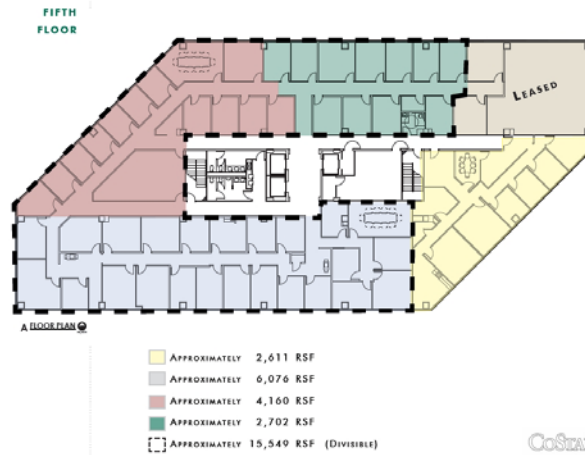 FIFTH
FLOOR
LEASED
A FLOOR PLAN
APPROXIMATELY 2,611 RSF
APPROXIMATELY 6,076 RSF
APPROXIMATELY 4,160 RSF
APPROXIMATELY 2,702 RSF
APPROXIMATELY 15,549 RSF (DIVISIBLE)